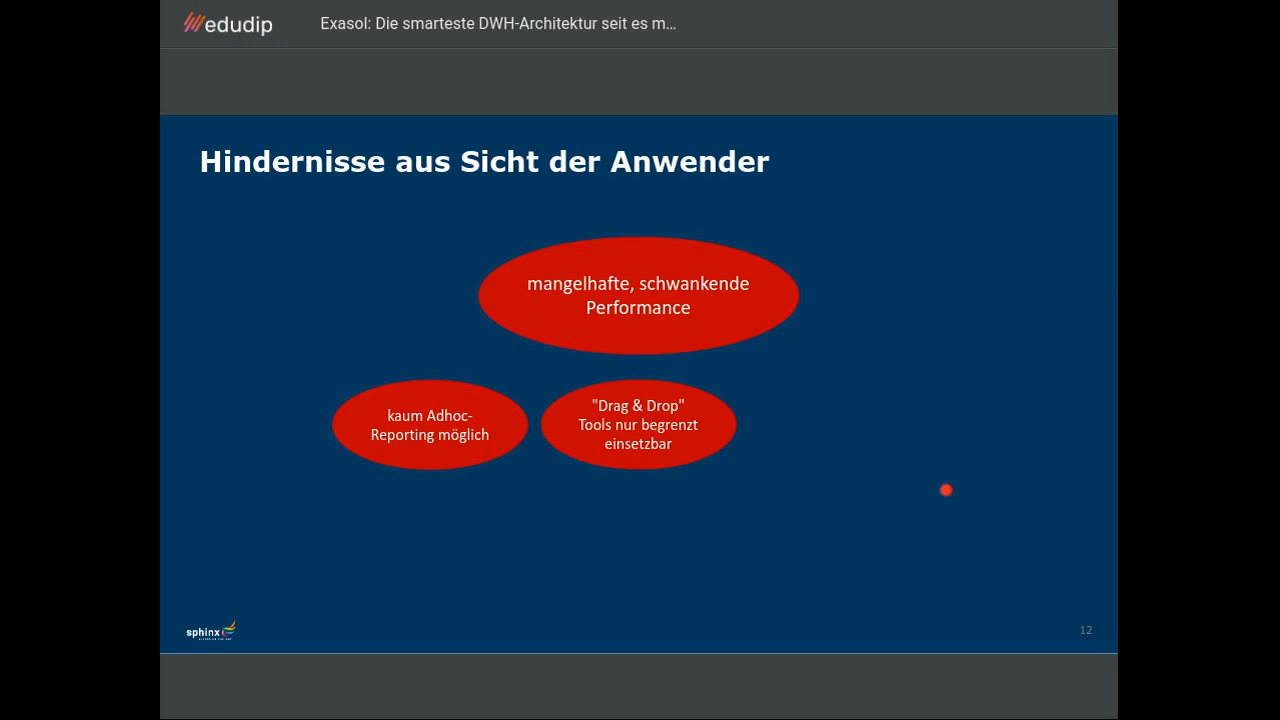 edudip
Exasol: Die smarteste DWH-Architektur seit es m…
Hindernisse aus Sicht der Anwender
mangelhafte, schwankende
Performance
kaum Adhoc-
Reporting möglich
"Drag & Drop"
Tools nur begrenzt
einsetzbar
sphinx
12